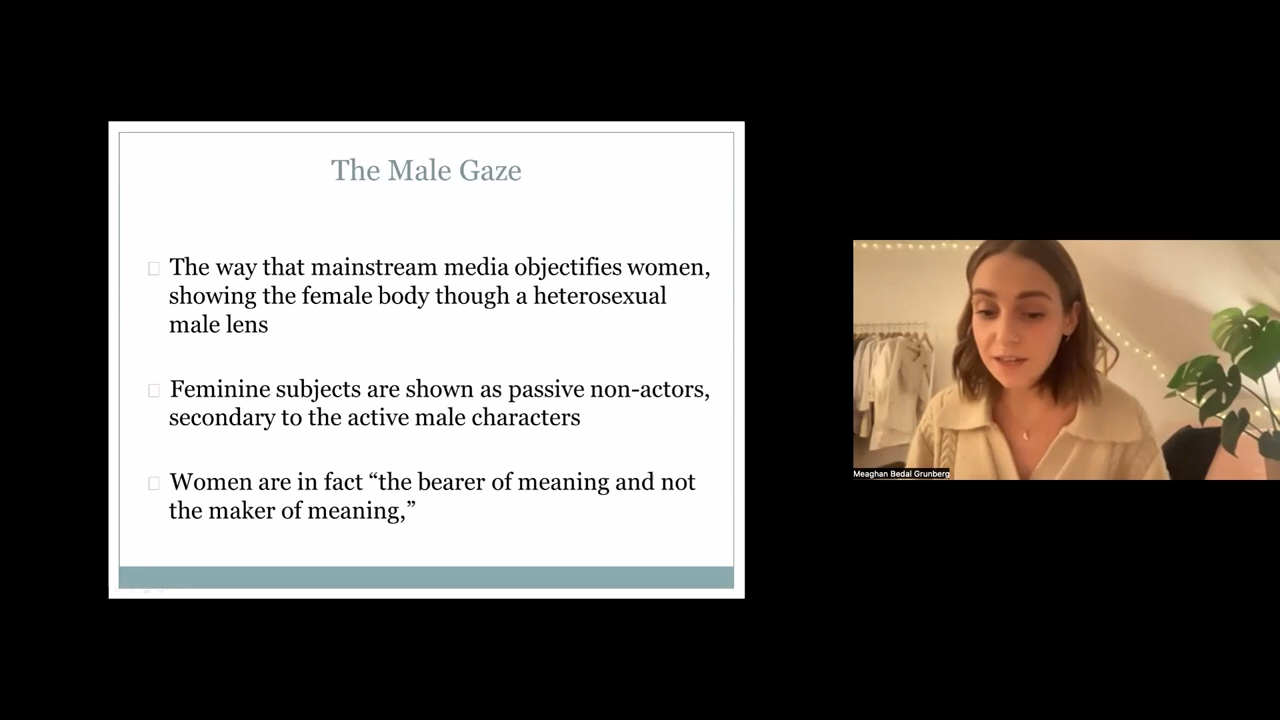 The Male Gaze
The way that mainstream media objectifies women,
showing the female body though a heterosexual
male lens
Feminine subjects are shown as passive non-actors,
secondary to the active male characters
Women are in fact “the bearer of meaning and not
the maker of meaning,”
Meaghan Bedal Grunberg